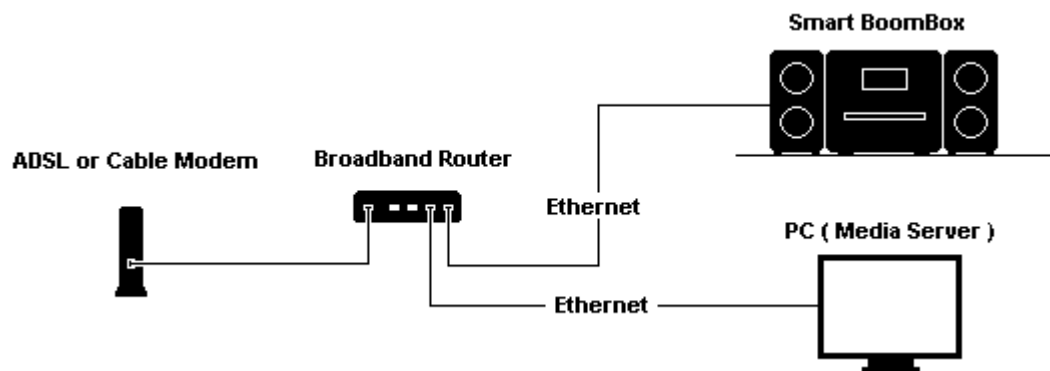 Smart BoomBox
ADSL or Cable Modem
Broadband Router
Ethernet
PC ( Media Server )
Ethernet